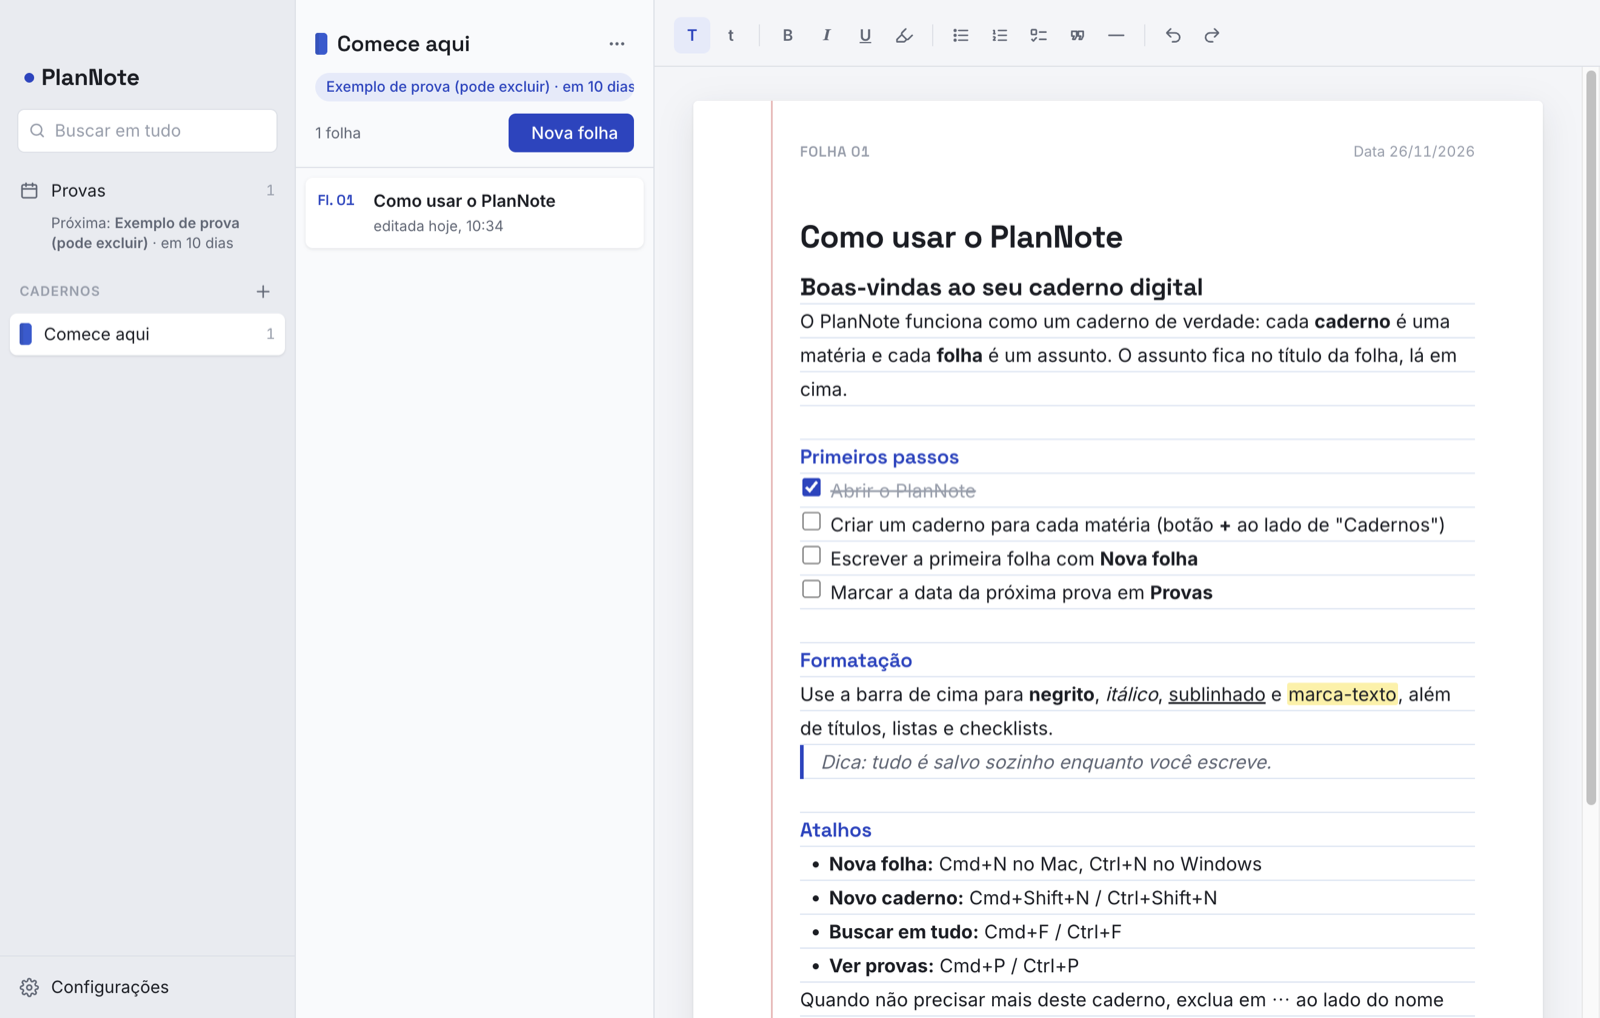 PlanNote
Buscar em tudo
Provas 1
Próxima: Exemplo de prova
(pode excluir) · em 10 dias
CADERNOS
Comece aqui 1
Configurações
Comece aqui
Exemplo de prova (pode excluir) · em 10 dias
1 folha
Nova folha
Fl. 01 Como usar o PlanNote
editada hoje, 10:34
T t B I U
FOLHA 01 Data 26/11/2026
Como usar o PlanNote
Boas-vindas ao seu caderno digital
O PlanNote funciona como um caderno de verdade: cada caderno é uma
matéria e cada folha é um assunto. O assunto fica no título da folha, lá em
cima.
Primeiros passos
Abrir o PlanNote
Criar um caderno para cada matéria (botão + ao lado de "Cadernos")
Escrever a primeira folha com Nova folha
Marcar a data da próxima prova em Provas
Formatação
Use a barra de cima para negrito, itálico, sublinhado e marca-texto, além
de títulos, listas e checklists.
Dica: tudo é salvo sozinho enquanto você escreve.
Atalhos
• Nova folha: Cmd+N no Mac, Ctrl+N no Windows
• Novo caderno: Cmd+Shift+N / Ctrl+Shift+N
• Buscar em tudo: Cmd+F / Ctrl+F
• Ver provas: Cmd+P / Ctrl+P
Quando não precisar mais deste caderno, exclua em ··· ao lado do nome